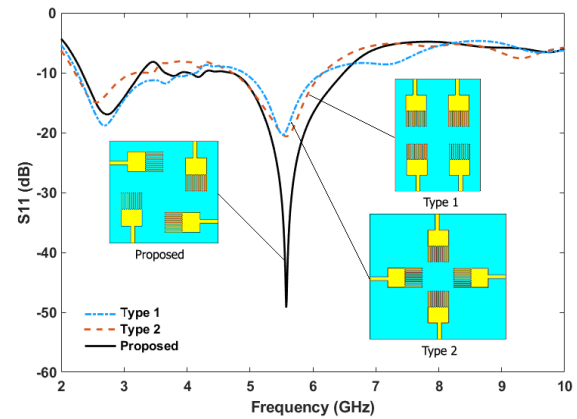 0
-10
-20
-30
-40
-50
-60
S11 (dB)
2
3
4
5
6
7
8
9
10
Frequency (GHz)
Proposed
Type 1
Type 2
Type 1
Type 2
Proposed